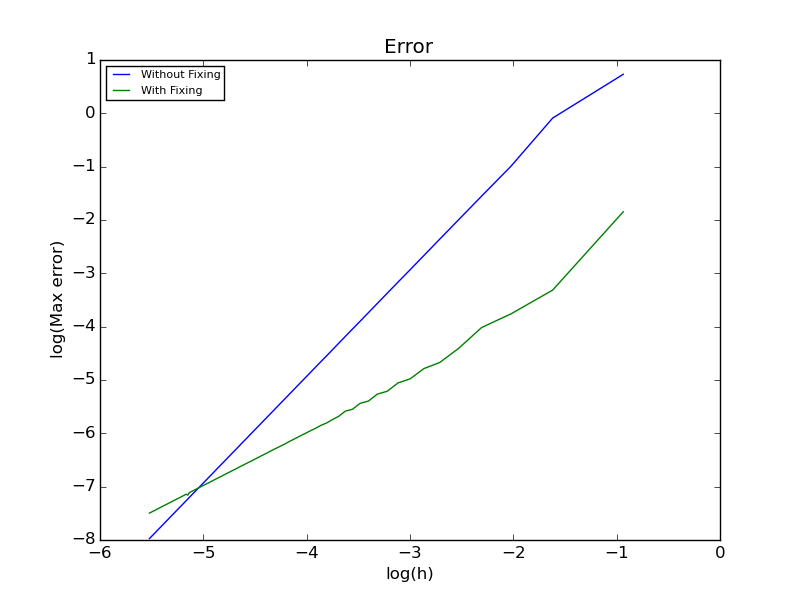 Error
Without Fixing
With Fixing
1
0
−1
−2
−3
−4
−5
−6
−7
−8
log(Max error)
−6 −5 −4 −3 −2 −1 0
log(h)